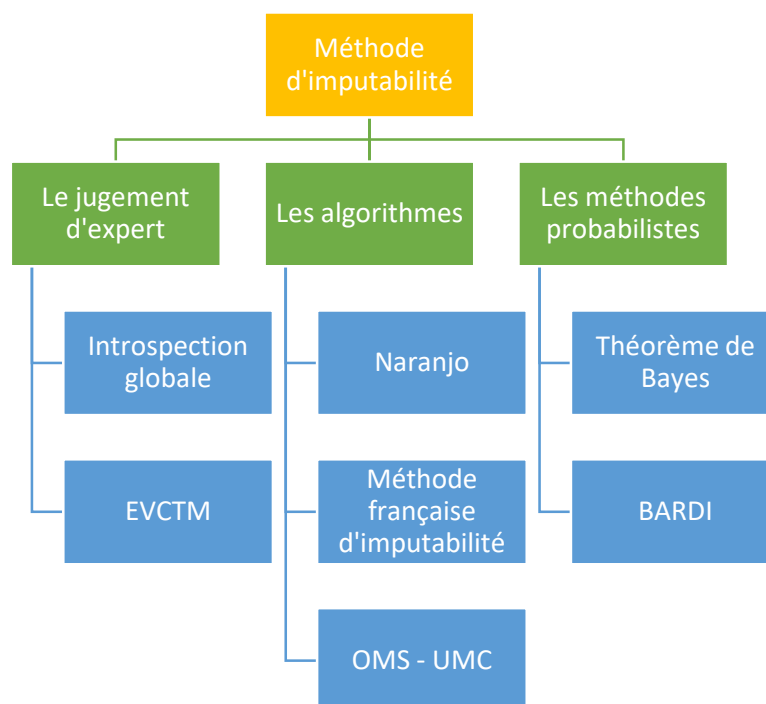 Méthode
d'imputabilité
Le jugement
d'expert
Les algorithmes
Les méthodes
probabilistes
Introspection
globale
Naranjo
Théorème de
Bayes
EVCTM
Méthode
française
d'imputabilité
BARDI
OMS - UMC